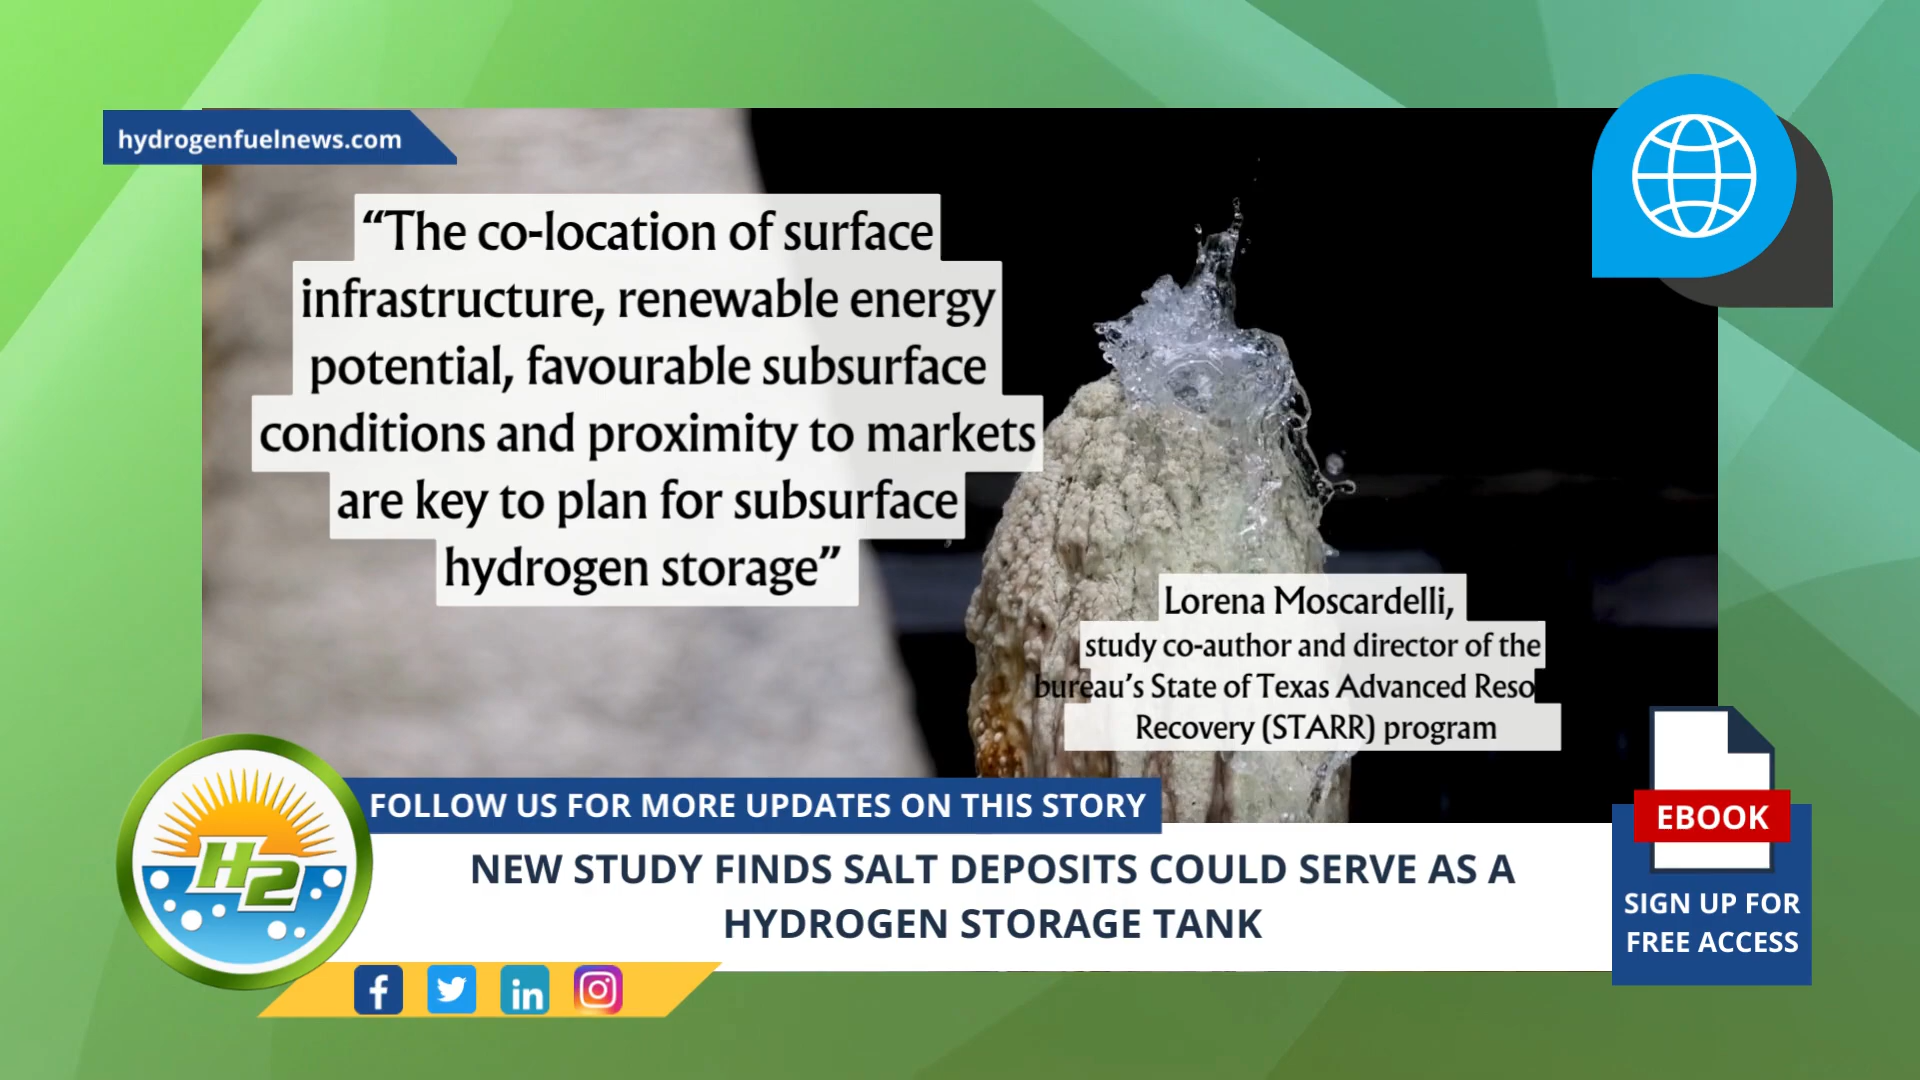 hydrogenfuelnews.com
“The co-location of surface
infrastructure, renewable energy
potential, favourable subsurface
conditions and proximity to markets
are key to plan for subsurface
hydrogen storage”
Lorena Moscardelli,
study co-author and director of the
bureau’s State of Texas Advanced Reso
Recovery (STARR) program
FOLLOW US FOR MORE UPDATES ON THIS STORY
NEW STUDY FINDS SALT DEPOSITS COULD SERVE AS A
HYDROGEN STORAGE TANK
H2
f
in
EBOOK
SIGN UP FOR
FREE ACCESS